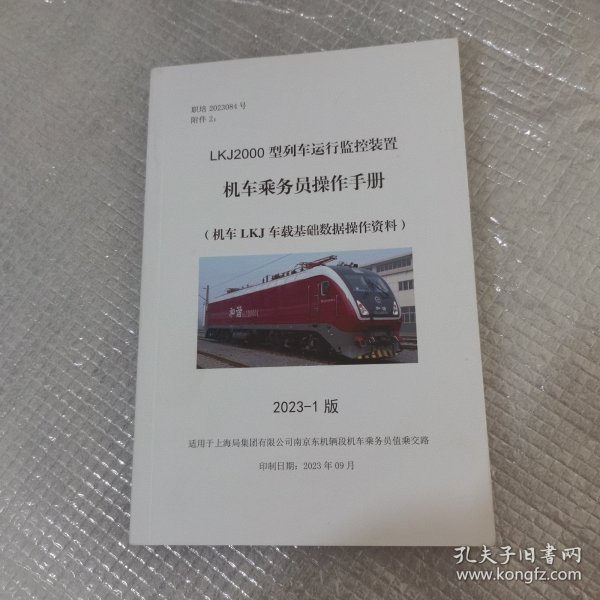 职培 2023084 号
附件 2:
LKJ2000 型列车运行监控装置
机车乘务员操作手册
（机车 LKJ 车载基础数据操作资料）
和谐
2023-1 版
适用于上海局集团有限公司南京东机辆段机车乘务员值乘交路
印制日期：2023 年 09 月
孔夫子旧书网
www.kongfz.com